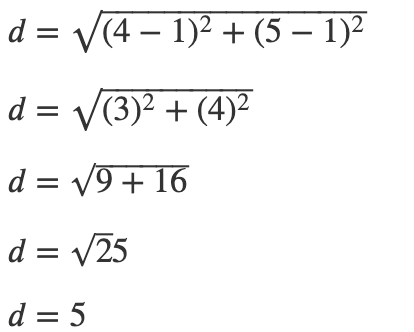 d = √(4 − 1)² + (5 − 1)²
d = √(3)² + (4)²
d = √9 + 16
d = √25
d = 5